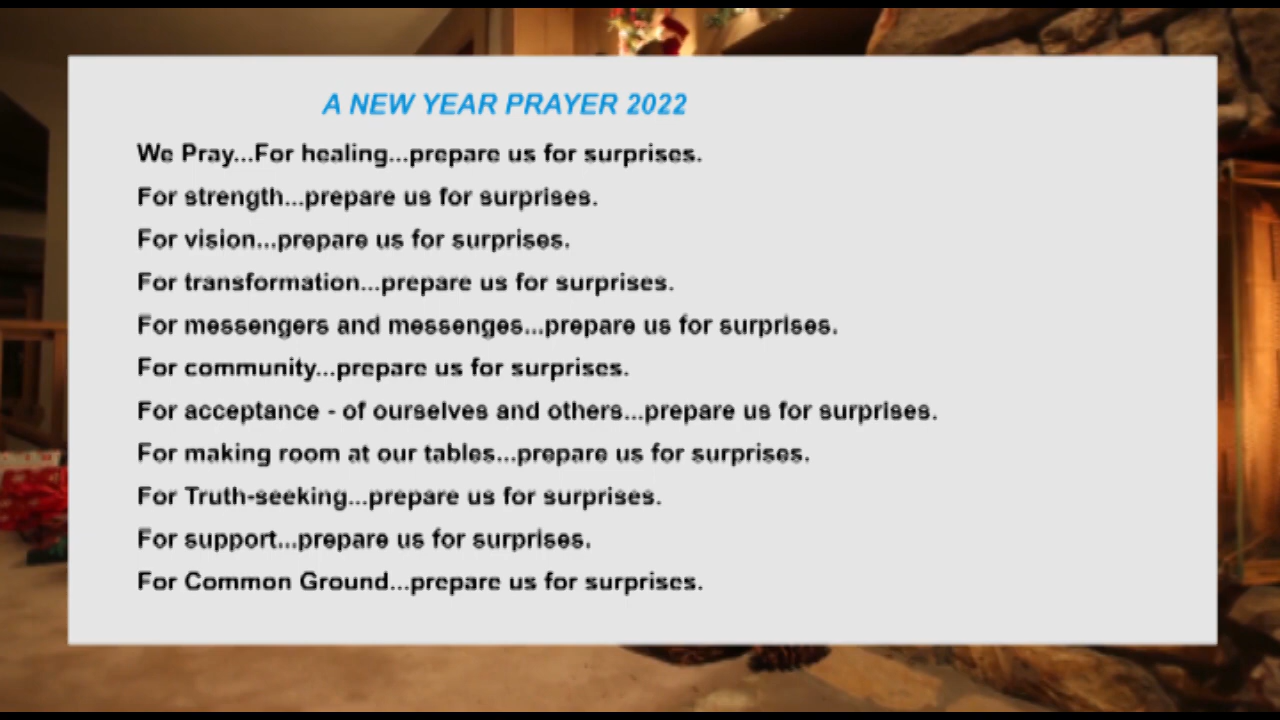 A NEW YEAR PRAYER 2022
We Pray...For healing...prepare us for surprises.
For strength...prepare us for surprises.
For vision...prepare us for surprises.
For transformation...prepare us for surprises.
For messengers and messenges...prepare us for surprises.
For community...prepare us for surprises.
For acceptance - of ourselves and others...prepare us for surprises.
For making room at our tables...prepare us for surprises.
For Truth-seeking...prepare us for surprises.
For support...prepare us for surprises.
For Common Ground...prepare us for surprises.